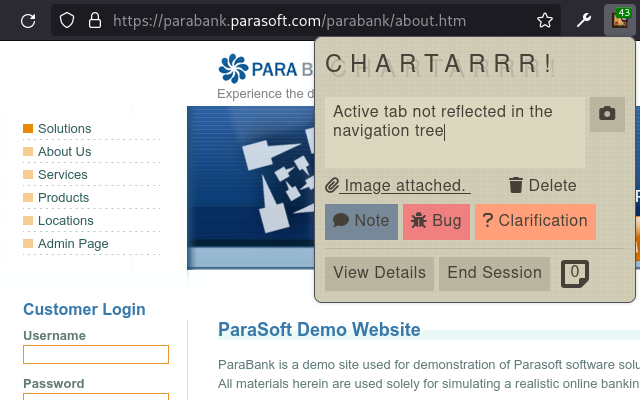 https://parabank.parasoft.com/parabank/about.htm
43
CHARTARRR!
PARA B
Experience the d
Active tab not reflected in the
navigation tree
Image attached.
Delete
Note
Bug
? Clarification
View Details
End Session
0
Solutions
About Us
Services
Products
Locations
Admin Page
Customer Login
Username
Password
ParaSoft Demo Website
ParaBank is a demo site used for demonstration of Parasoft software solu
All materials herein are used solely for simulating a realistic online bankin